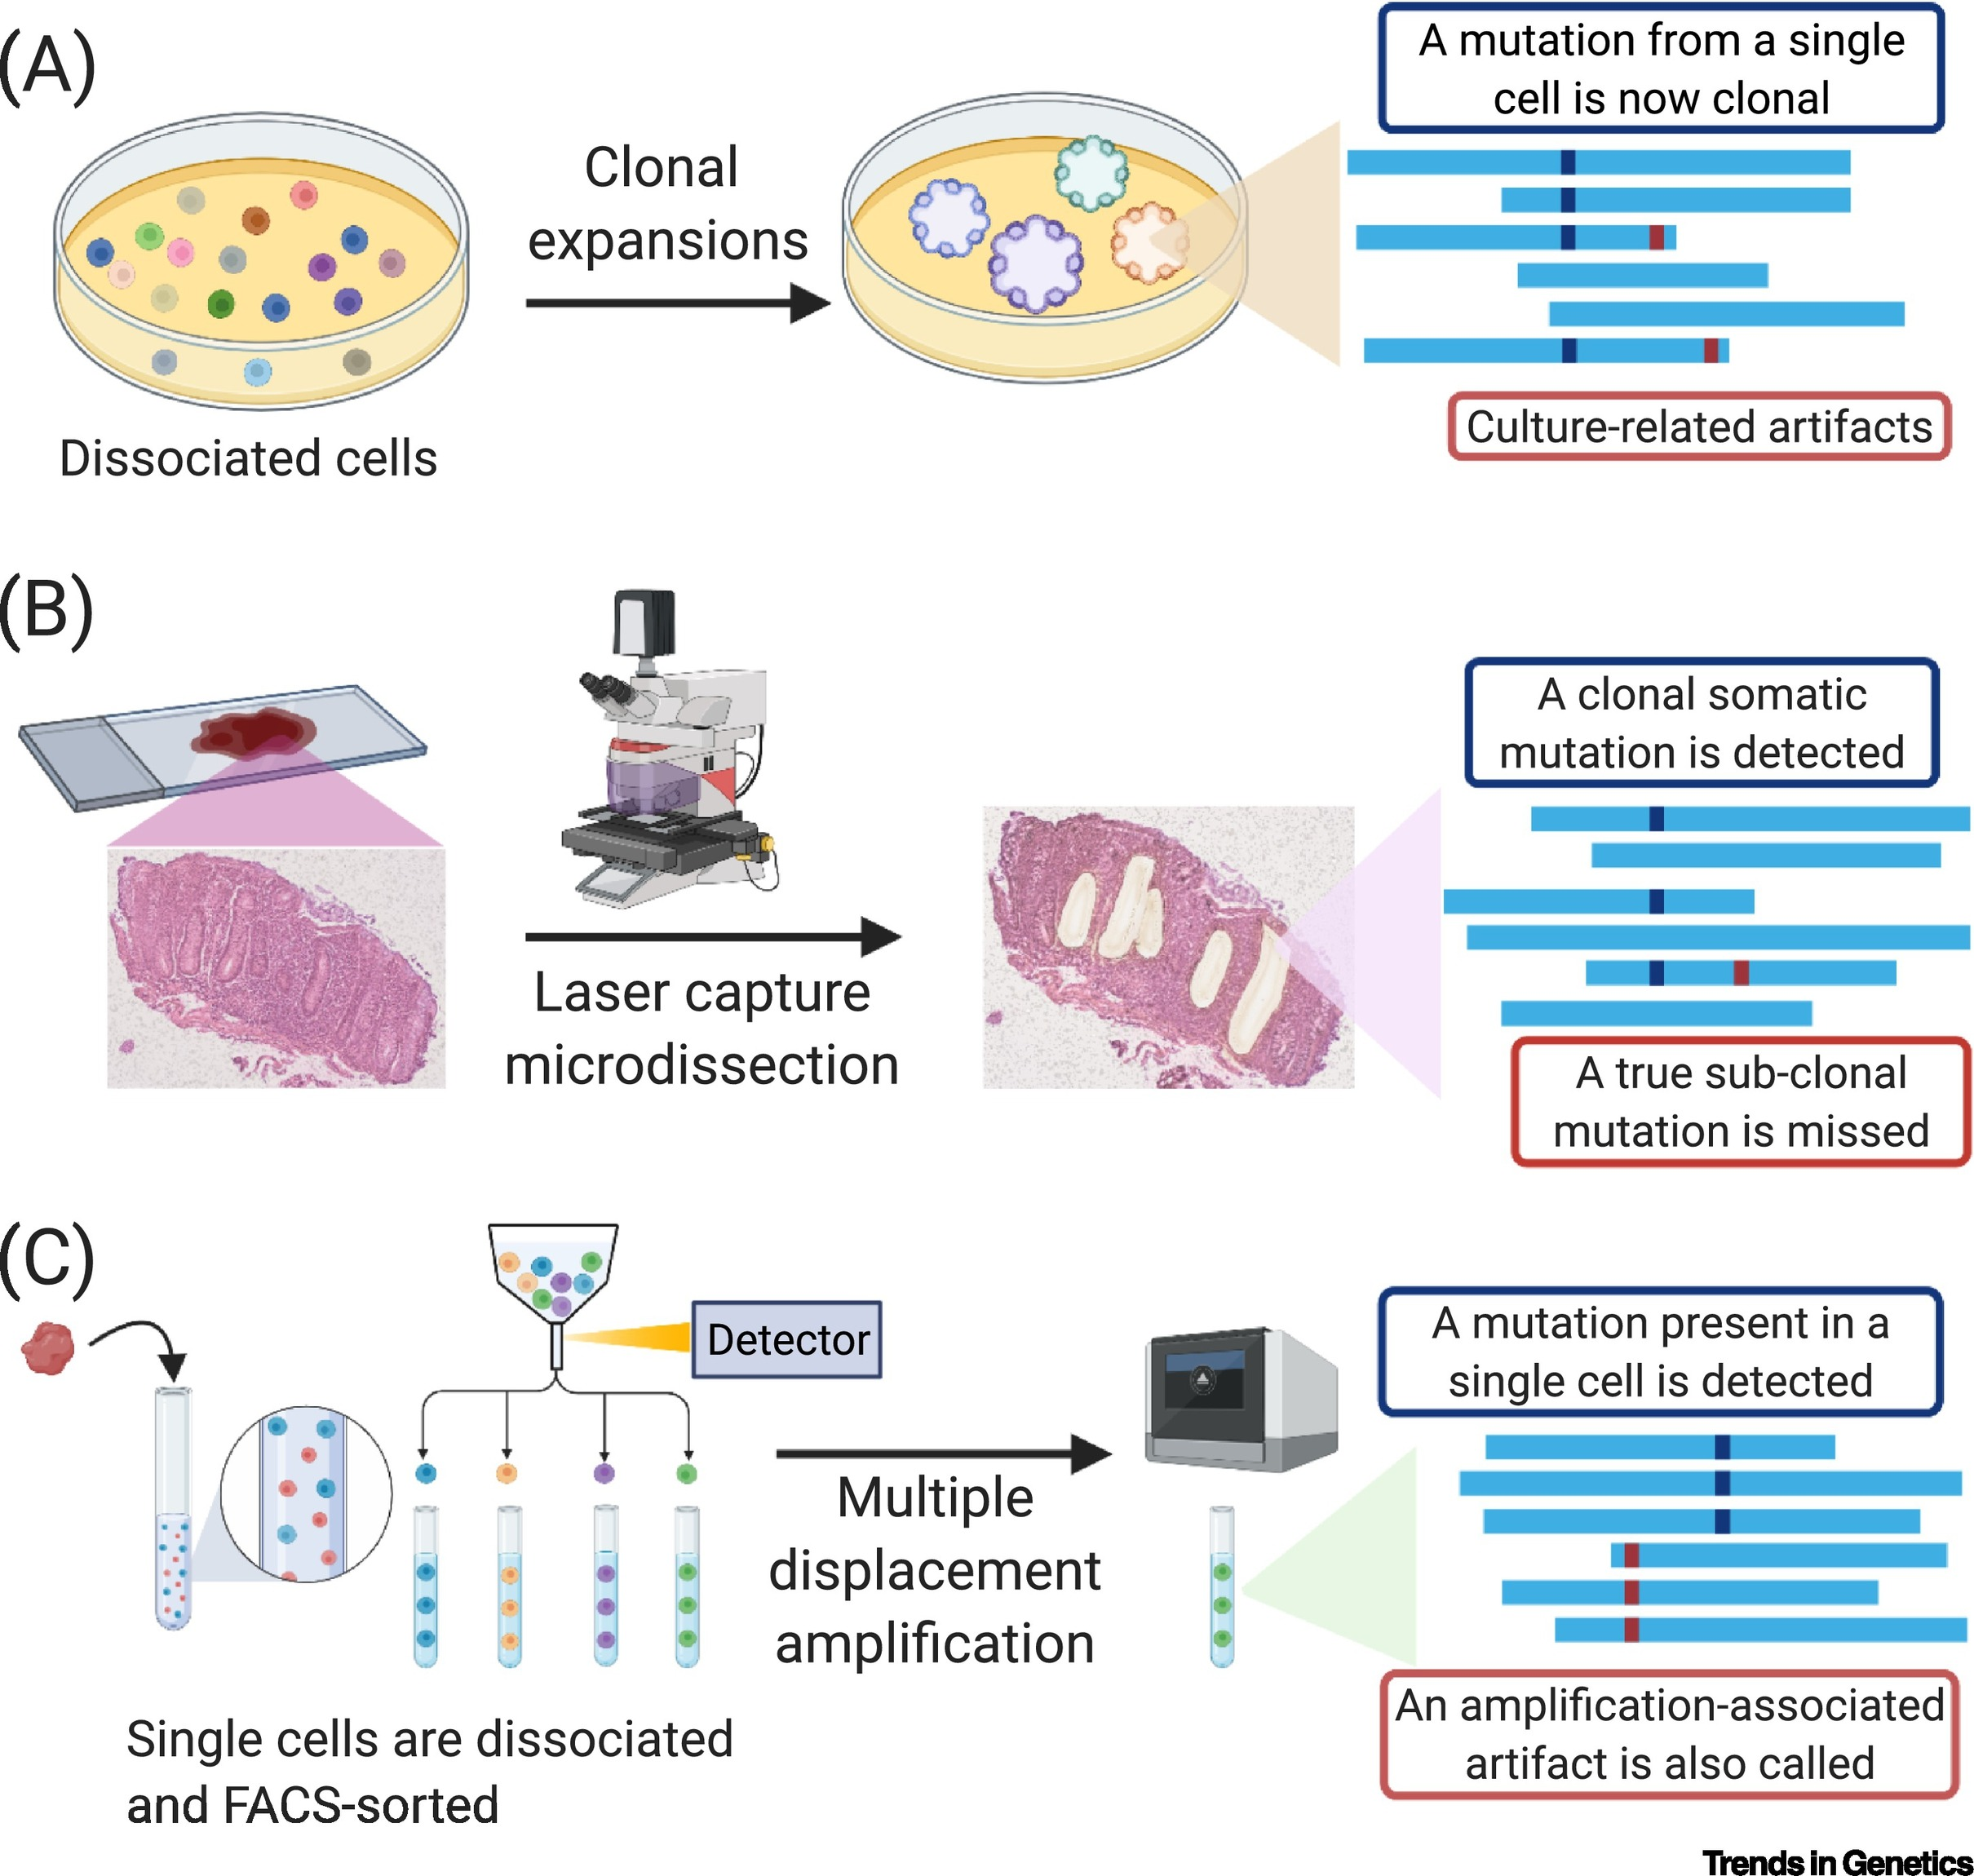 (A)
Dissociated cells
Clonal
expansions
A mutation from a single
cell is now clonal
Culture-related artifacts
(B)
Laser capture
microdissection
A clonal somatic
mutation is detected
A true sub-clonal
mutation is missed
(C)
Detector
Single cells are dissociated
and FACS-sorted
Multiple
displacement
amplification
A mutation present in a
single cell is detected
An amplification-associated
artifact is also called
Trends in Genetics